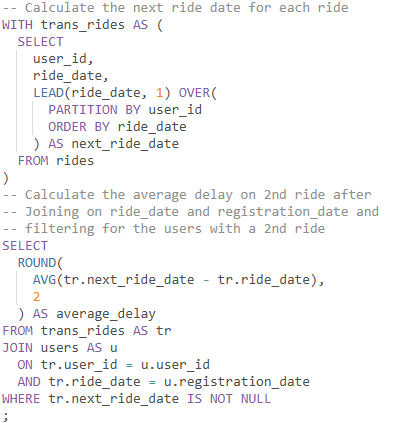 -- Calculate the next ride date for each ride
WITH trans_rides AS (
  SELECT
    user_id,
    ride_date,
    LEAD(ride_date, 1) OVER(
      PARTITION BY user_id
      ORDER BY ride_date
    ) AS next_ride_date
  FROM rides
)
-- Calculate the average delay on 2nd ride after
-- Joining on ride_date and registration_date and
-- filtering for the users with a 2nd ride
SELECT
  ROUND(
    AVG(tr.next_ride_date - tr.ride_date),
    2
  ) AS average_delay
FROM trans_rides AS tr
JOIN users AS u
  ON tr.user_id = u.user_id
  AND tr.ride_date = u.registration_date
WHERE tr.next_ride_date IS NOT NULL
;